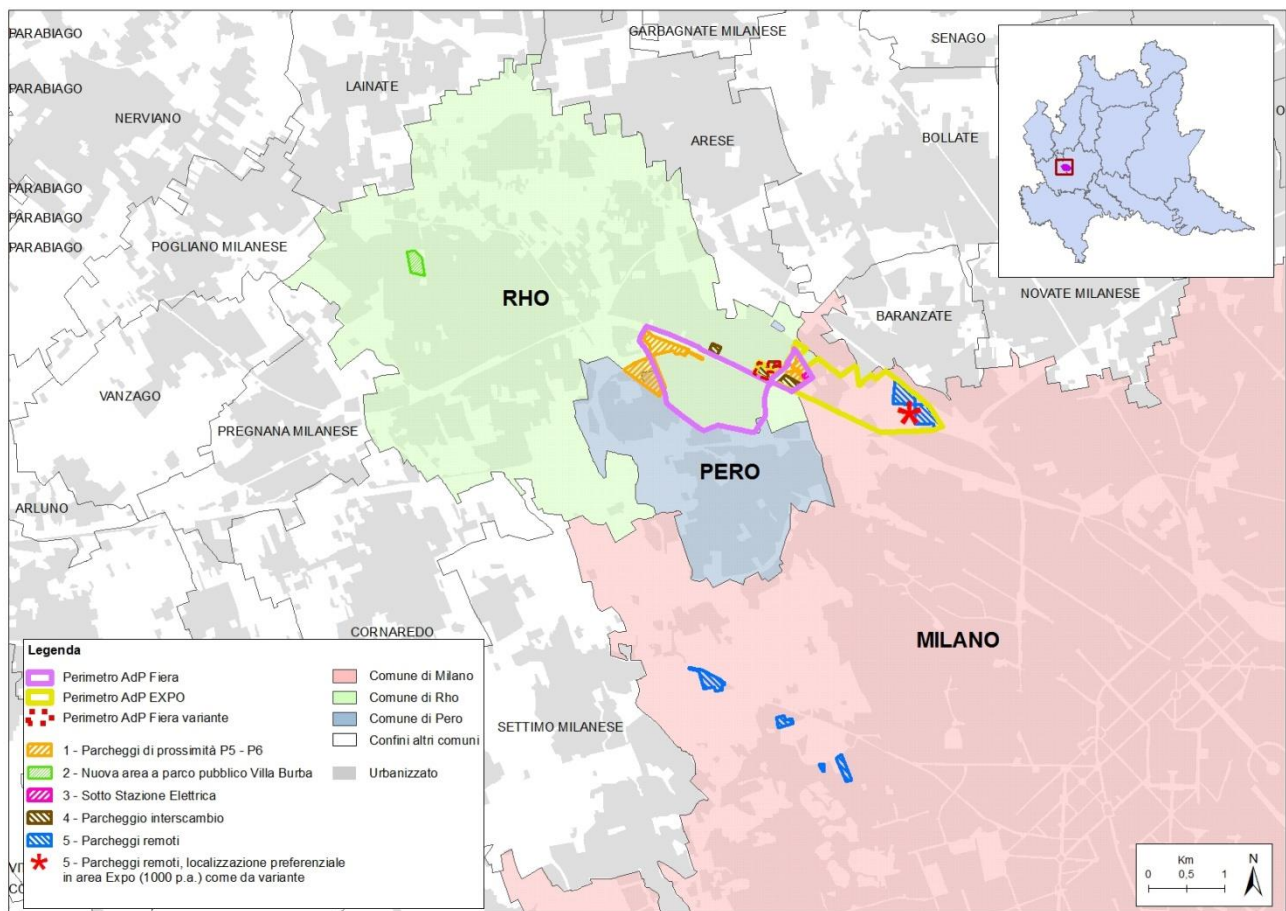 PARABIAGO
GARBAGNATE MILANESE
SENAGO
PARABIAGO
LAINATE
NERVIANO
ARESE
BOLLATE
O
PARABIAGO
PARABIAGO
PARABIAGO
POGLIANO MILANESE
RHO
NOVATE MILANESE
BARANZATE
VANZAGO
PREGNANA MILANESE
PERO
ARLUNO
CORNAREDO
MILANO
SETTIMO MILANESE
VIT
CO
Legenda
Perimetro AdP Fiera
Perimetro AdP EXPO
Perimetro AdP Fiera variante
1 - Parcheggi di prossimità P5 - P6
2 - Nuova area a parco pubblico Villa Burba
3 - Sotto Stazione Elettrica
4 - Parcheggio interscambio
5 - Parcheggi remoti
5 - Parcheggi remoti, localizzazione preferenziale
in area Expo (1000 p.a.) come da variante
Comune di Milano
Comune di Rho
Comune di Pero
Confini altri comuni
Urbanizzato
Km
N
0 0,5 1